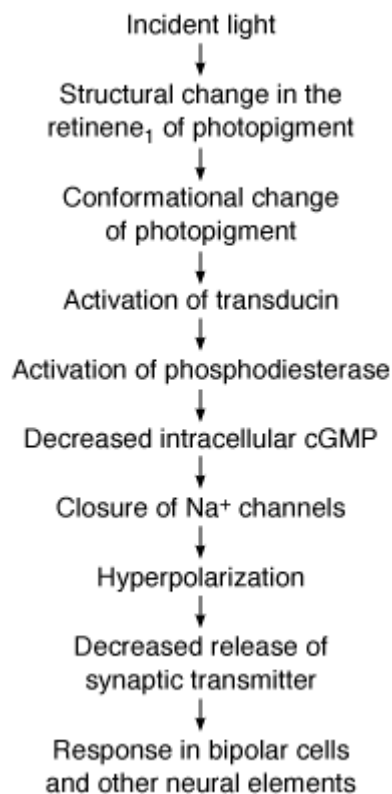 Incident light
Structural change in the
retinene₁ of photopigment
Conformational change
of photopigment
Activation of transducin
Activation of phosphodiesterase
Decreased intracellular cGMP
Closure of Na⁺ channels
Hyperpolarization
Decreased release of
synaptic transmitter
Response in bipolar cells
and other neural elements